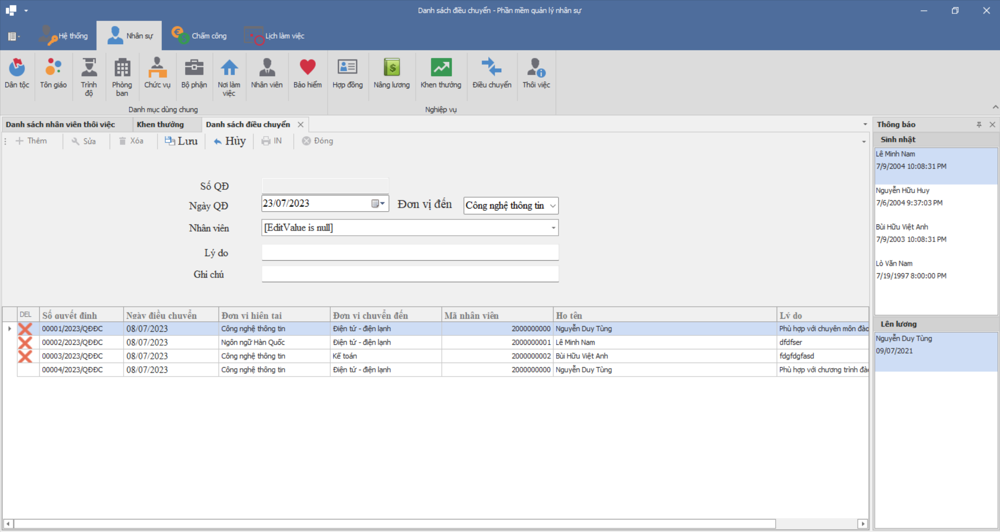 Danh sách điều chuyển - Phần mềm quản lý nhân sự
Hệ thống
Nhân sự
Chấm công
Lịch làm việc
Dân tộc
Tôn giáo
Trình độ
Phòng ban
Chức vụ
Bộ phận
Nơi làm việc
Nhân viên
Bảo hiểm
Hợp đồng
Nâng lương
Khen thưởng
Điều chuyển
Thôi việc
Danh mục dùng chung
Nghiệp vụ
Danh sách nhân viên thôi việc
Khen thưởng
Danh sách điều chuyển
Thêm
Sửa
Xóa
Lưu
Hủy
IN
Đóng
Số QĐ
Ngày QĐ 23/07/2023 Đơn vị đến Công nghệ thông tin
Nhân viên [EditValue is null]
Lý do
Ghi chú
DEL Số quyết định Ngày điều chuyển Đơn vị hiện tại Đơn vị chuyển đến Mã nhân viên Họ tên Lý do
00001/2023/QĐĐC 08/07/2023 Công nghệ thông tin Điện tử - điện lạnh 2000000000 Nguyễn Duy Tùng Phù hợp với chuyên môn đào
00002/2023/QĐĐC 08/07/2023 Ngôn ngữ Hàn Quốc Điện tử - điện lạnh 2000000001 Lê Minh Nam dfdfser
00003/2023/QĐĐC 08/07/2023 Công nghệ thông tin Kế toán 2000000002 Bùi Hữu Việt Anh fdgfdgfasd
00004/2023/QĐĐC 08/07/2023 Công nghệ thông tin Điện tử - điện lạnh 2000000000 Nguyễn Duy Tùng Phù hợp với chương trình đào
Thông báo
Sinh nhật
Lê Minh Nam
7/9/2004 10:08:31 PM
Nguyễn Hữu Huy
7/6/2004 9:37:03 PM
Bùi Hữu Việt Anh
7/9/2003 10:08:31 PM
Lò Văn Nam
7/19/1997 8:00:00 PM
Lên lương
Nguyễn Duy Tùng
09/07/2021